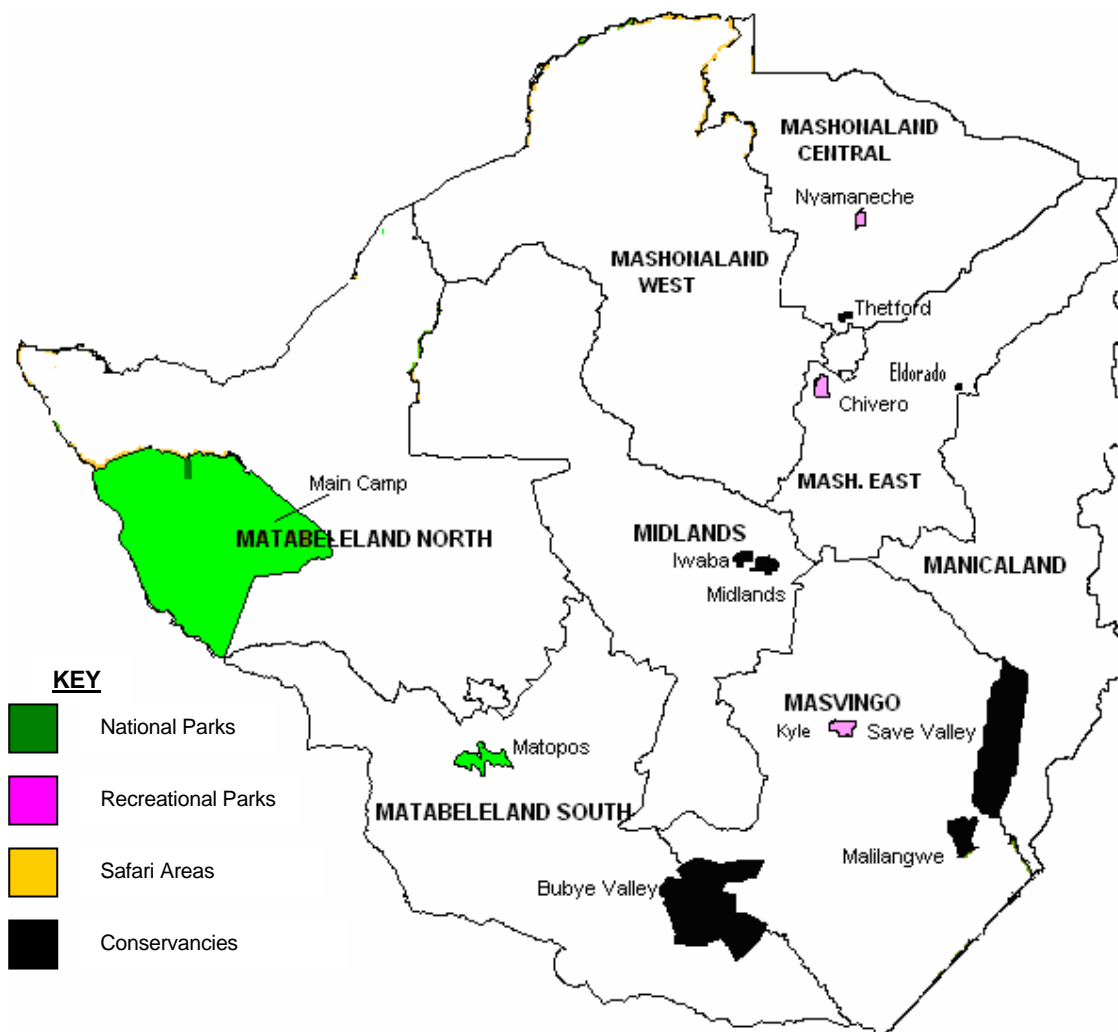 MASHONALAND
CENTRAL
Nyamaneche
MASHONALAND
WEST
Thetford
Eldorado
Chivero
Main Camp
MASH. EAST
MATABELELAND NORTH
MIDLANDS
Iwaba
MANICALAND
Midlands
KEY
National Parks
Recreational Parks
Safari Areas
Conservancies
MASVINGO
Kyle
Save Valley
Matopos
MATABELELAND SOUTH
Malilangwe
Bubye Valley